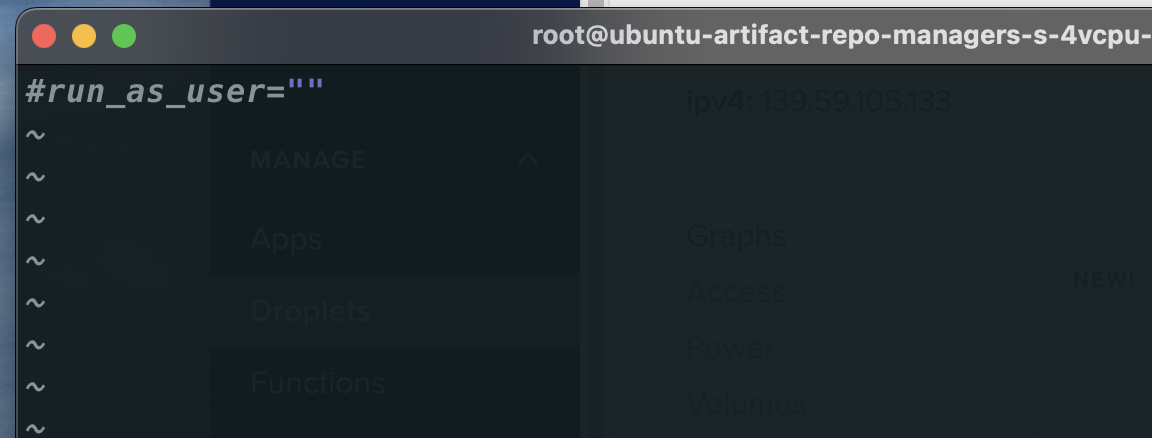 root@ubuntu-artifact-repo-managers-s-4vcpu-
#run_as_user=""
~
~
~
~
~
~
~
~
ipv4: 139.59.105.133
MANAGE
Apps
Droplets
Functions
Graphs
Access
NEW!
Power
Volumes